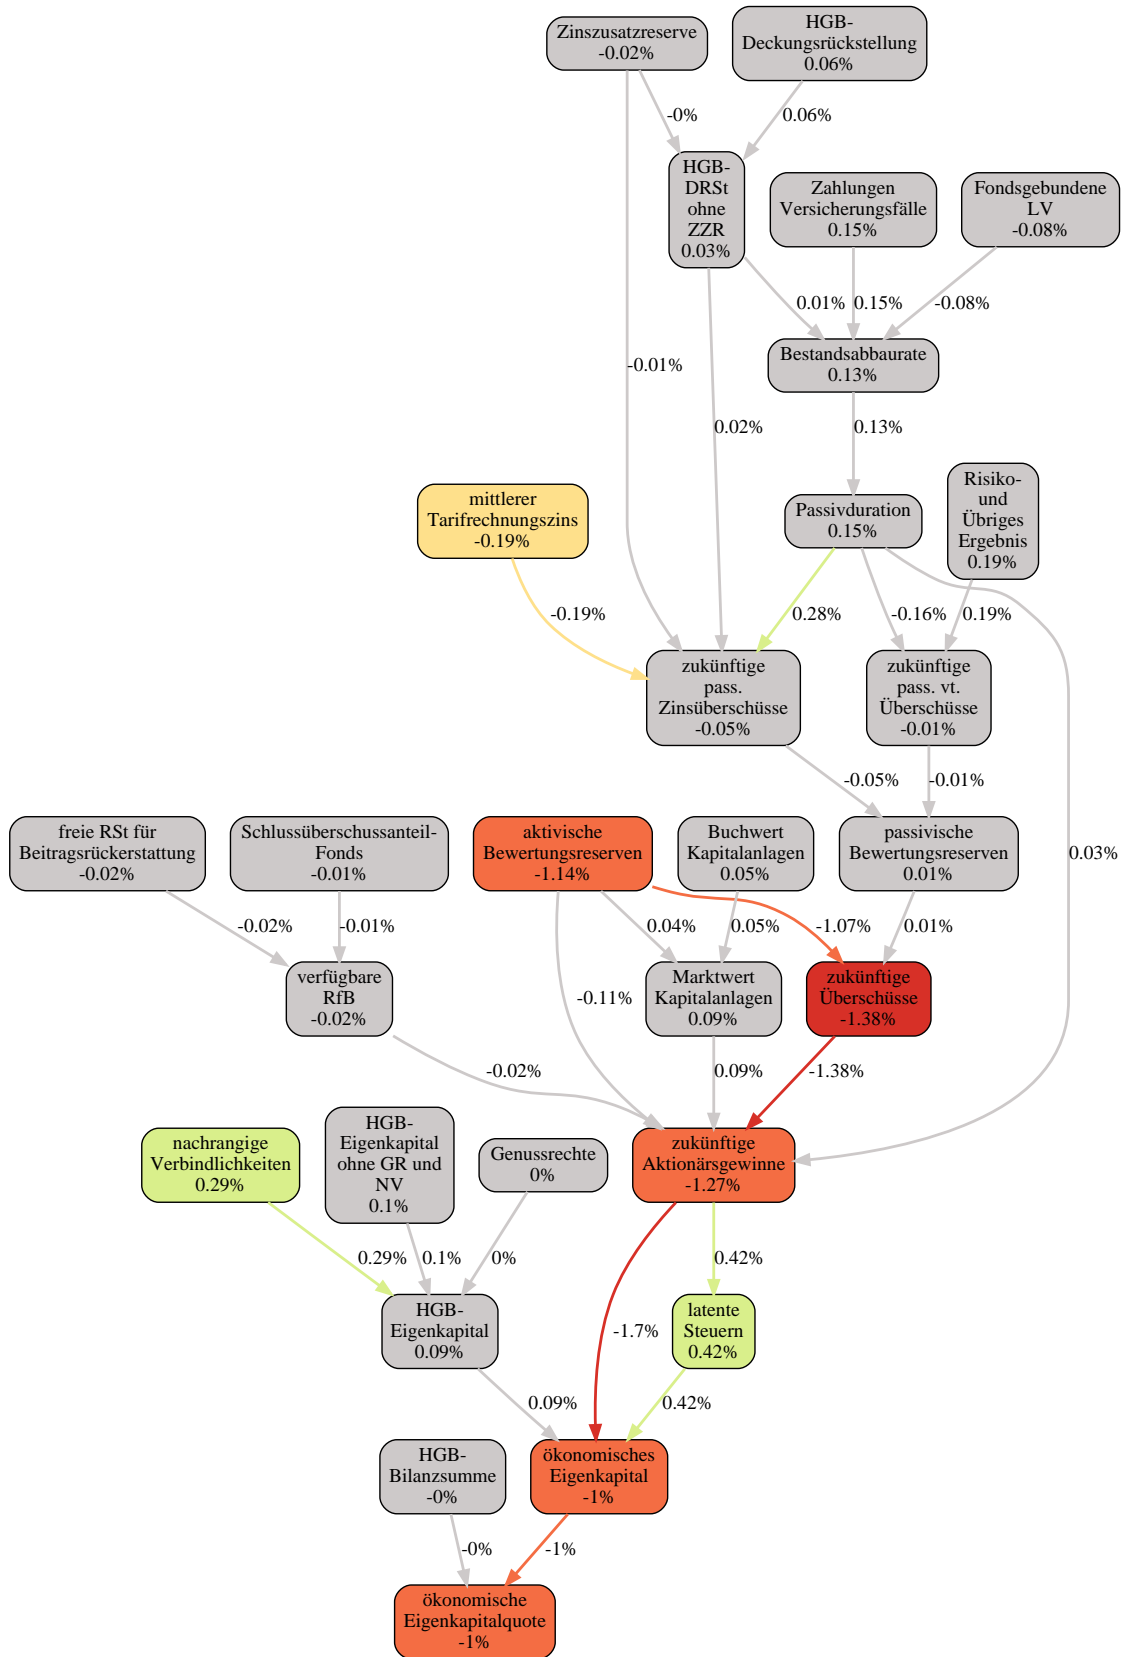 Zinszusatzreserve
-0.02%
HGB-
Deckungsrückstellung
0.06%
-0%
0.06%
HGB-
DRSt
ohne
ZZR
0.03%
Zahlungen
Versicherungsfälle
0.15%
Fondsgebundene
LV
-0.08%
0.01%
0.15%
-0.08%
Bestandsabbaurate
0.13%
-0.01%
0.02%
0.13%
mittlerer
Tarifrechnungszins
-0.19%
Passivduration
0.15%
Risiko-
und
Übriges
Ergebnis
0.19%
-0.19%
0.28%
-0.16%
0.19%
zukünftige
pass.
Zinsüberschüsse
-0.05%
zukünftige
pass. vt.
Überschüsse
-0.01%
-0.05%
-0.01%
freie RSt für
Beitragsrückerstattung
-0.02%
Schlussüberschussanteil-
Fonds
-0.01%
aktivische
Bewertungsreserven
-1.14%
Buchwert
Kapitalanlagen
0.05%
passivische
Bewertungsreserven
0.01%
0.03%
-0.02%
-0.01%
0.04%
0.05%
-1.07%
0.01%
verfügbare
RfB
-0.02%
-0.11%
Marktwert
Kapitalanlagen
0.09%
zukünftige
Überschüsse
-1.38%
-0.02%
0.09%
-1.38%
nachrangige
Verbindlichkeiten
0.29%
HGB-
Eigenkapital
ohne GR und
NV
0.1%
Genussrechte
0%
zukünftige
Aktionärsgewinne
-1.27%
0.29%
0.1%
0%
0.42%
HGB-
Eigenkapital
0.09%
-1.7%
latente
Steuern
0.42%
0.09%
0.42%
HGB-
Bilanzsumme
-0%
ökonomisches
Eigenkapital
-1%
-0%
-1%
ökonomische
Eigenkapitalquote
-1%